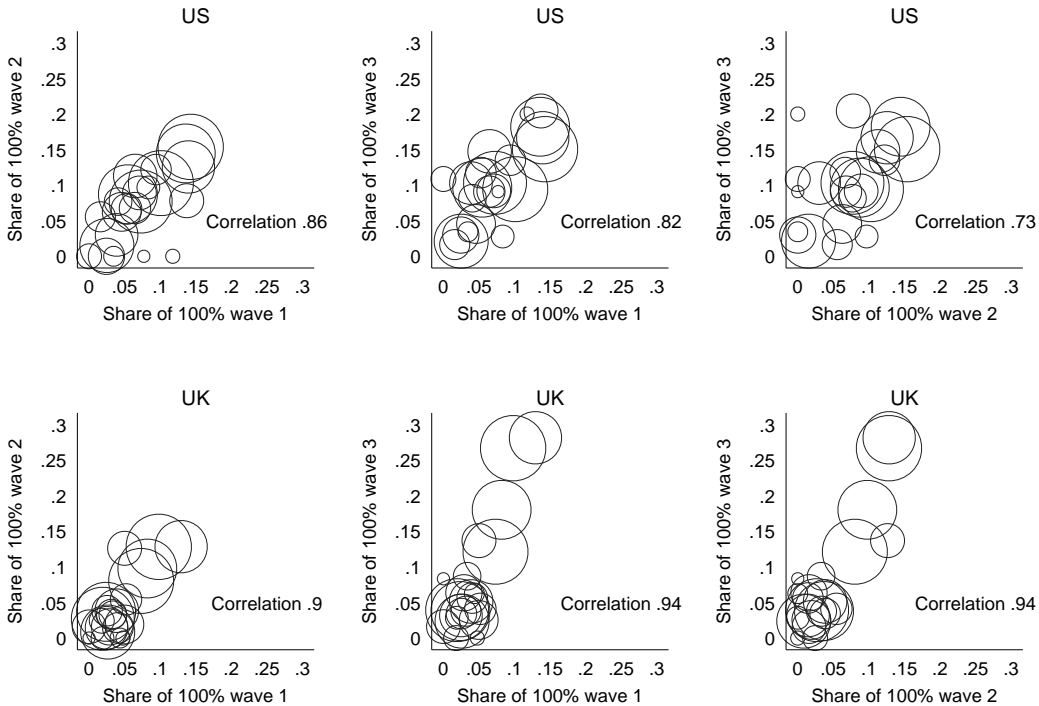 US
US
US
Share of 100% wave 2
.3
.25
.2
.15
.1
.05
0
Correlation .86
0 .05 .1 .15 .2 .25 .3
Share of 100% wave 1
Share of 100% wave 3
.3
.25
.2
.15
.1
.05
0
Correlation .82
0 .05 .1 .15 .2 .25 .3
Share of 100% wave 1
Share of 100% wave 3
.3
.25
.2
.15
.1
.05
0
Correlation .73
0 .05 .1 .15 .2 .25 .3
Share of 100% wave 2
UK
UK
UK
Share of 100% wave 2
.3
.25
.2
.15
.1
.05
0
Correlation .9
0 .05 .1 .15 .2 .25 .3
Share of 100% wave 1
Share of 100% wave 3
.3
.25
.2
.15
.1
.05
0
Correlation .94
0 .05 .1 .15 .2 .25 .3
Share of 100% wave 1
Share of 100% wave 3
.3
.25
.2
.15
.1
.05
0
Correlation .94
0 .05 .1 .15 .2 .25 .3
Share of 100% wave 2